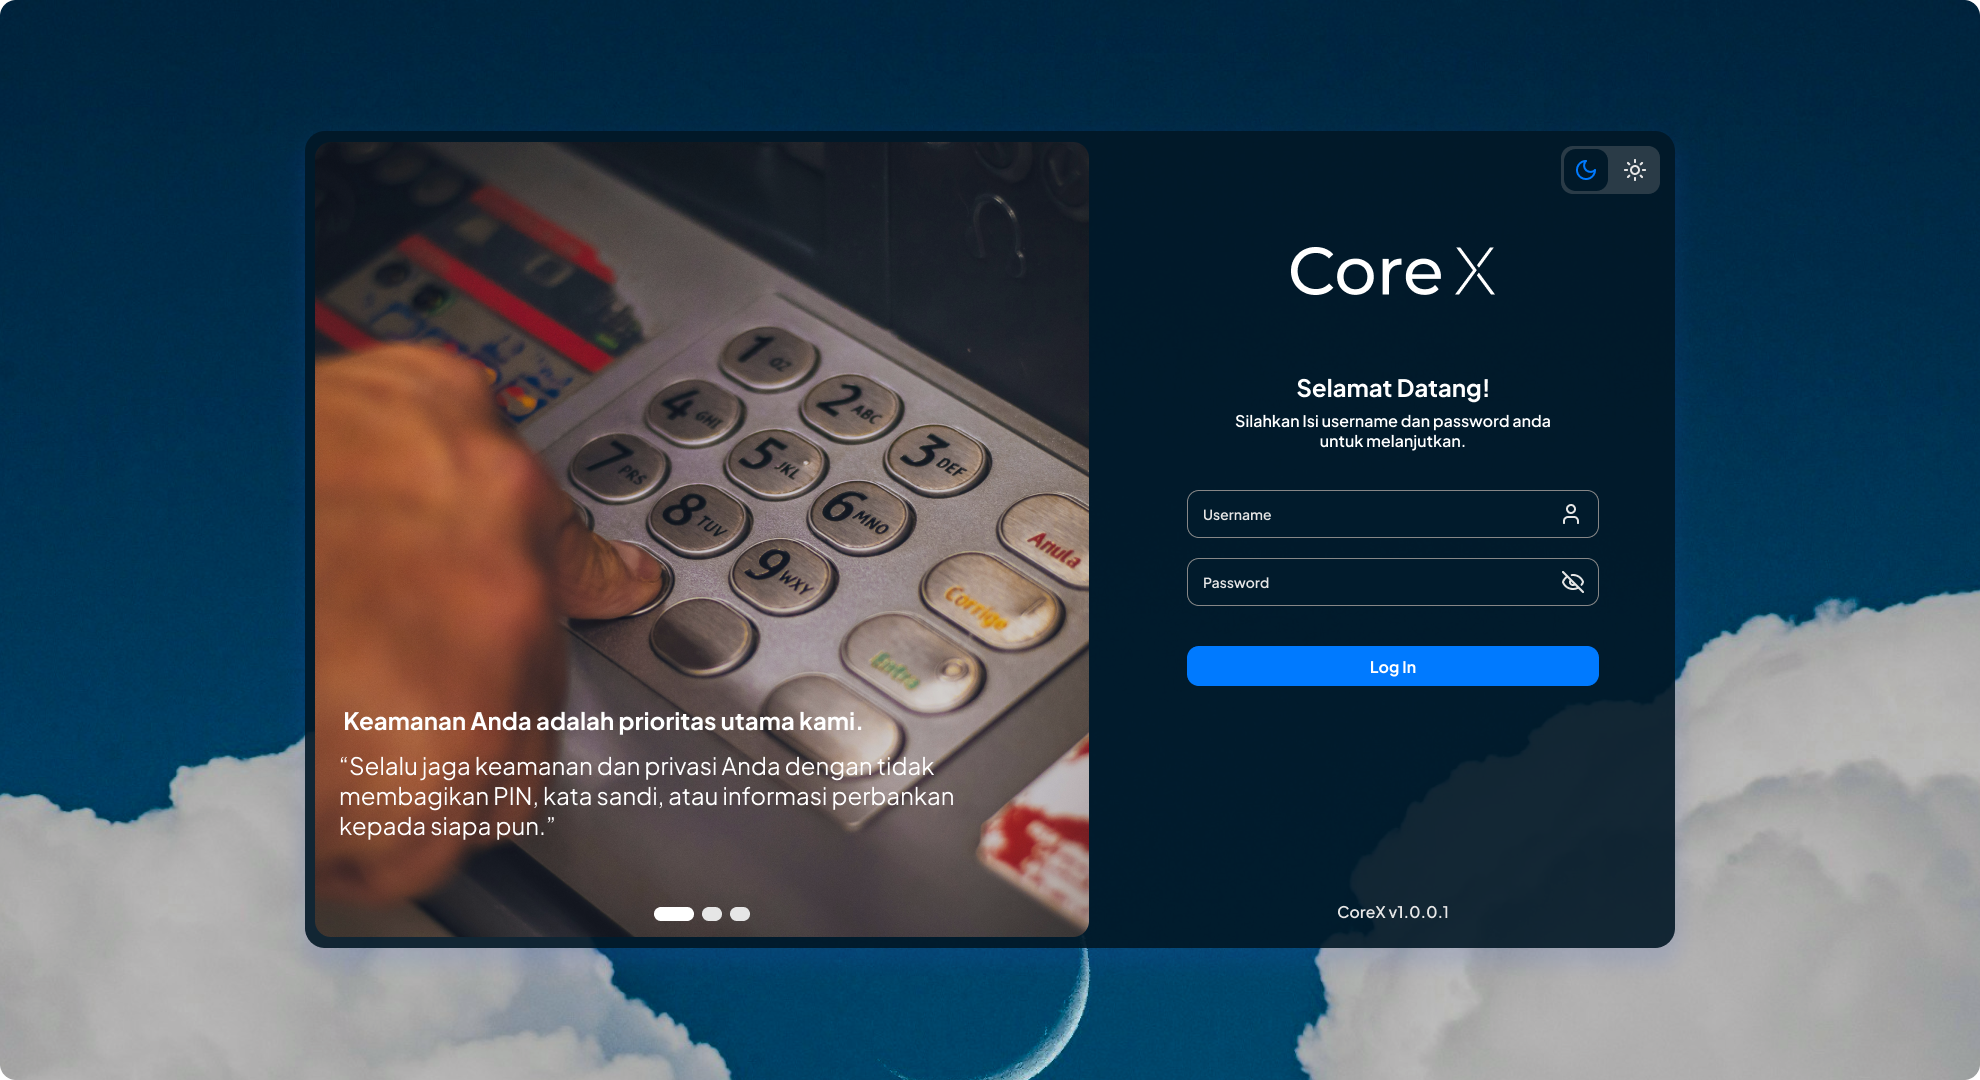 1 QZ
4 GHI
2 ABC
7 PRS
5 JKL
3 DEF
8 TUV
6 MNO
9 WXY
Anula
Corrige
Entra
Keamanan Anda adalah prioritas utama kami.
“Selalu jaga keamanan dan privasi Anda dengan tidak
membagikan PIN, kata sandi, atau informasi perbankan
kepada siapa pun.”
Core X
Selamat Datang!
Silahkan Isi username dan password anda
untuk melanjutkan.
Username
Password
Log In
CoreX v1.0.0.1